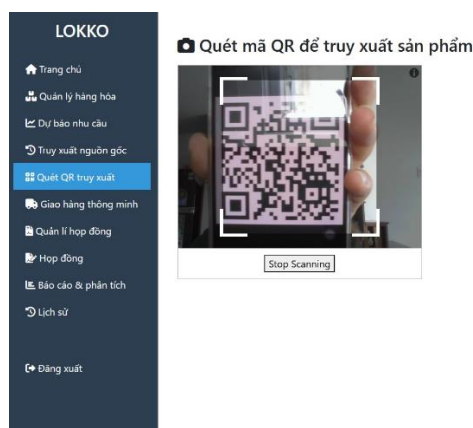 LOKKO
Trang chủ
Quản lý hàng hóa
Dự báo nhu cầu
Truy xuất nguồn gốc
Quét QR truy xuất
Giao hàng thông minh
Quản lí họp đồng
Họp đồng
Báo cáo & phân tích
Lịch sử
Đăng xuất
Quét mã QR để truy xuất sản phẩm
Stop Scanning